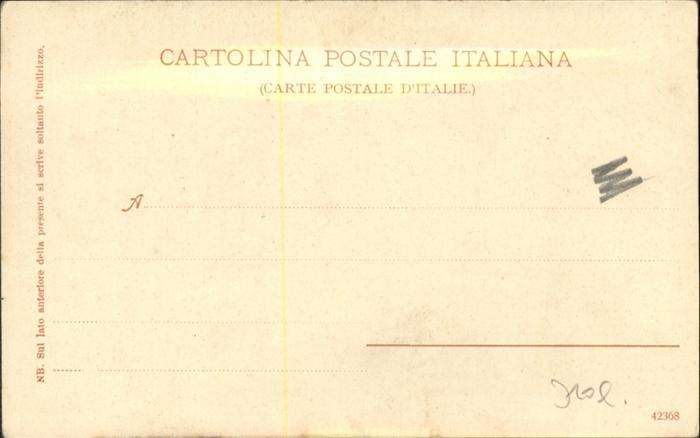 CARTOLINA POSTALE ITALIANA
(CARTE POSTALE D'ITALIE.)
A
NB. Sul lato anteriore della presente si scrive soltanto l'indirizzo.
42368